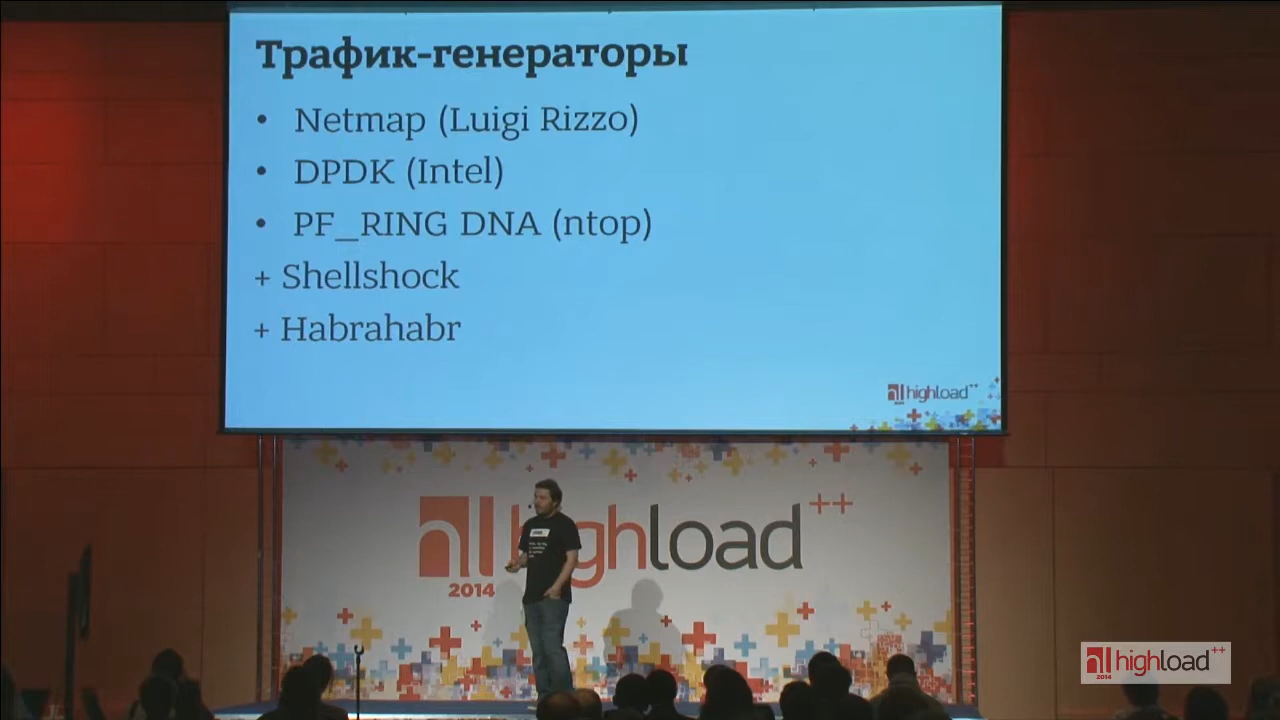 Трафик-генераторы
• Netmap (Luigi Rizzo)
• DPDK (Intel)
• PF_RING DNA (ntop)
+ Shellshock
+ Habrahabr
highload++
highload++
2014
highload++
2014